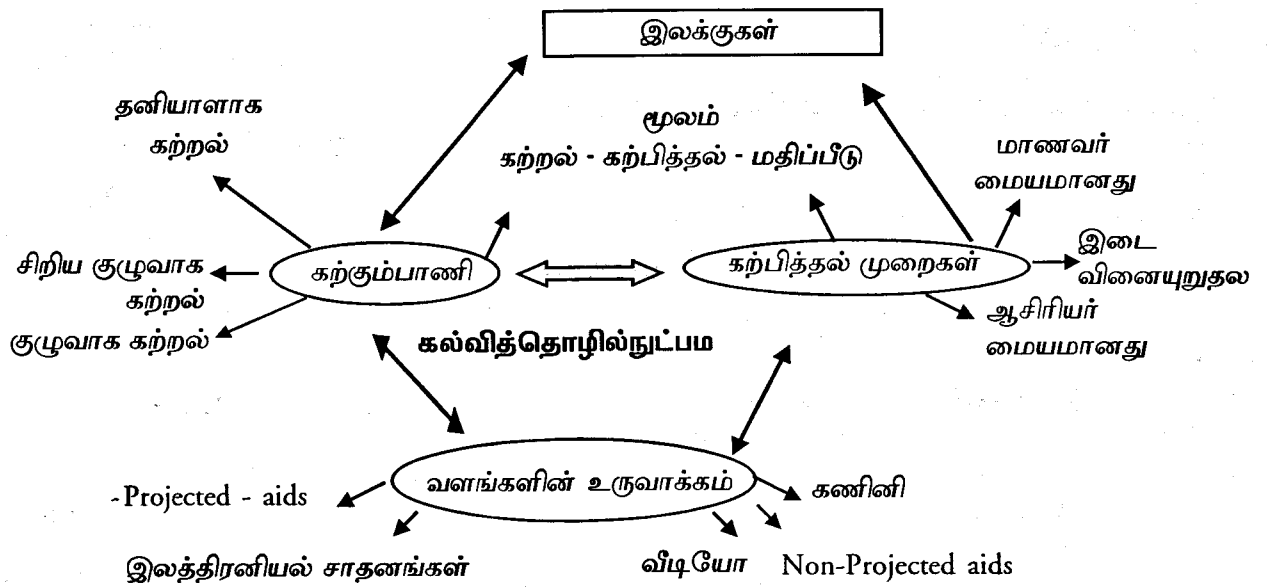 இலக்குகள்
தனியாளாக
கற்றல்
மூலம்
கற்றல் - கற்பித்தல் - மதிப்பீடு
மாணவர்
மையமானது
சிறிய குழுவாக
கற்றல்
குழுவாக கற்றல்
கற்கும்பாணி
கற்பித்தல் முறைகள்
இடை
வினையுறுதல
ஆசிரியர்
மையமானது
கல்வித்தொழில்நுட்பம
வளங்களின் உருவாக்கம்
-Projected - aids
கணினி
இலத்திரனியல் சாதனங்கள்
வீடியோ
Non-Projected aids